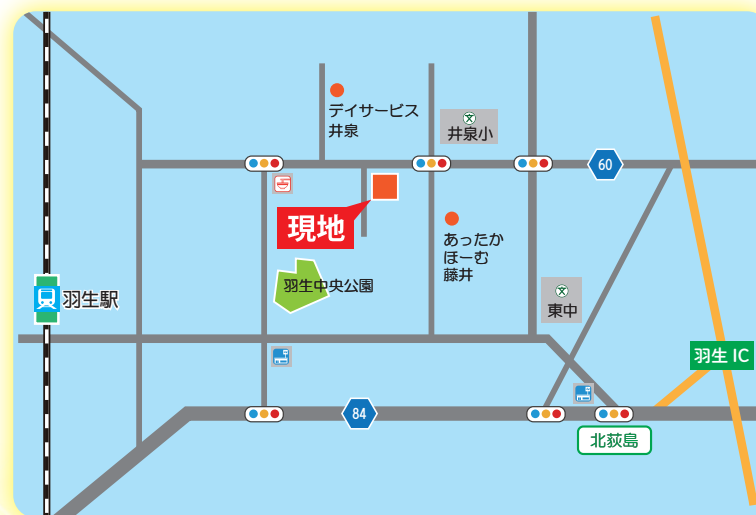 デイサービス
井泉
文
井泉小
60
現地
あったか
ほーむ
藤井
羽生中央公園
羽生駅
文
東中
羽生 IC
84
北荻島